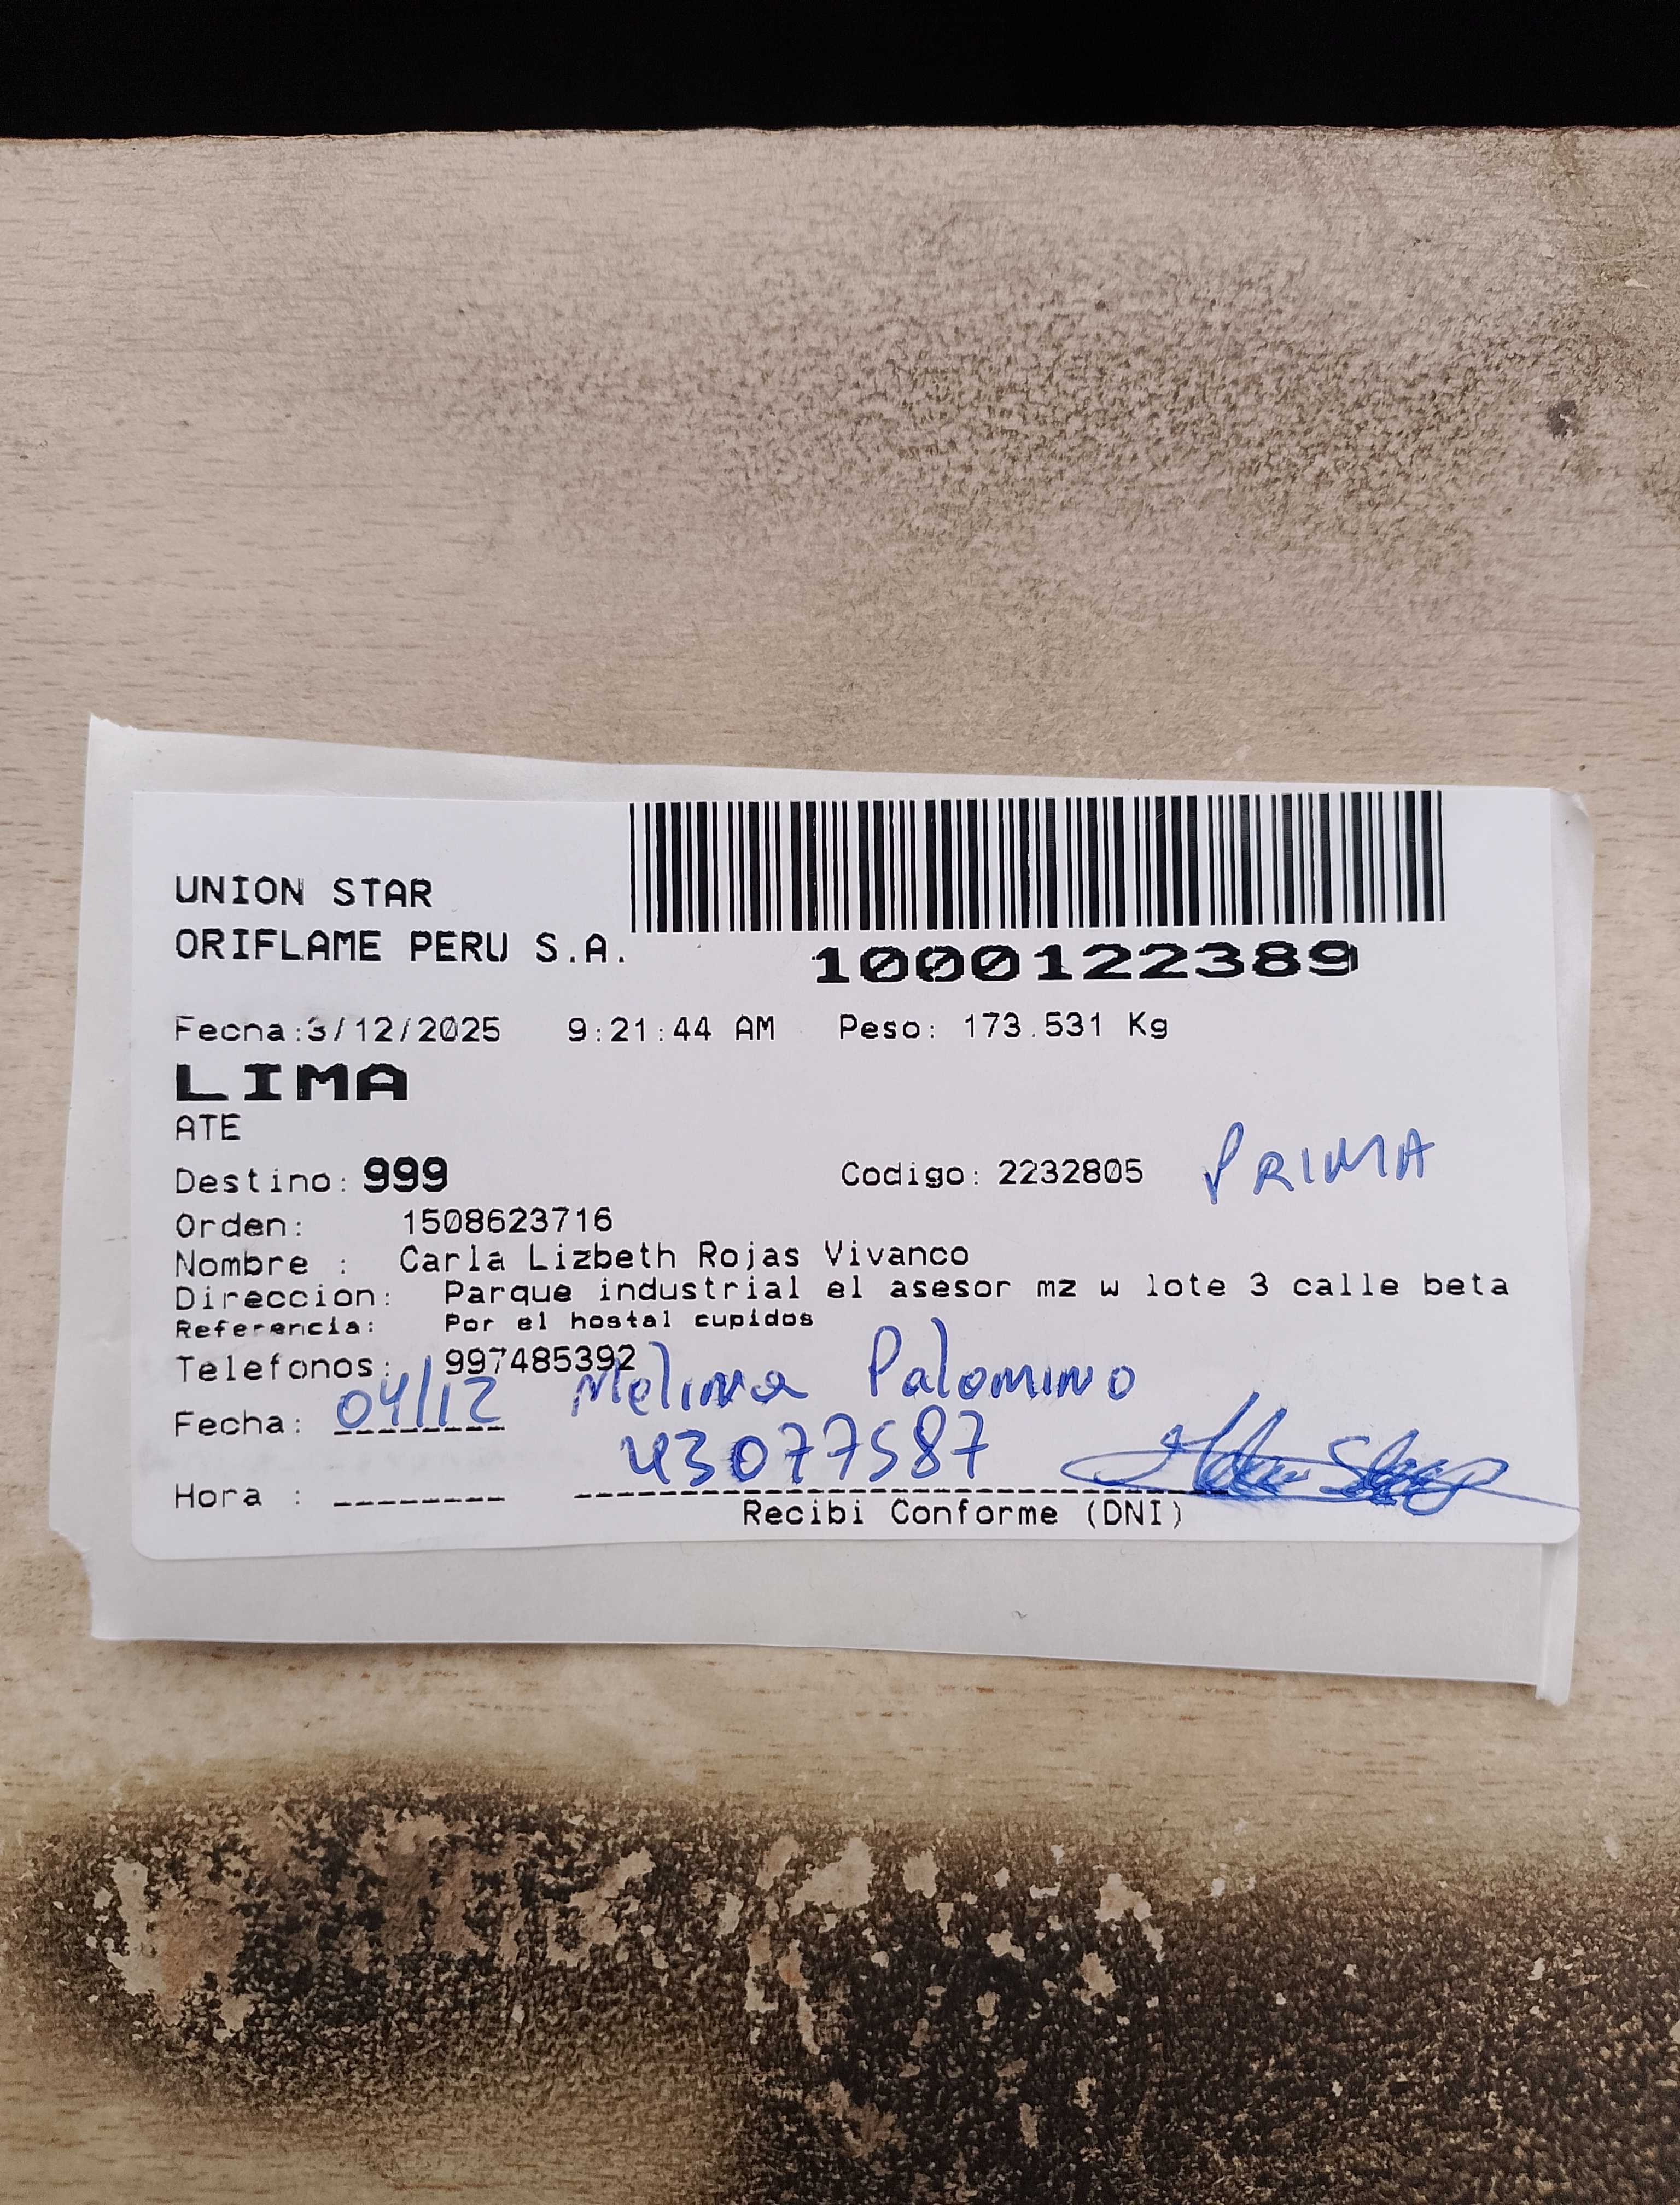 UNION STAR
ORIFLAME PERU S.A.
1000122389
Fecha:3/12/2025 9:21:44 AM Peso: 173.531 Kg
LIMA
ATE
Destino: 999 Codigo: 2232805 PRIMA
Orden: 1508623716
Nombre : Carla Lizbeth Rojas Vivanco
Direccion: Parque industrial el asesor mz w lote 3 calle beta
Referencia: Por el hostal cupidos
Telefonos: 997485392
Fecha: 04/12 Melina Palomino
43077587
Hora :
Recibi Conforme (DNI)